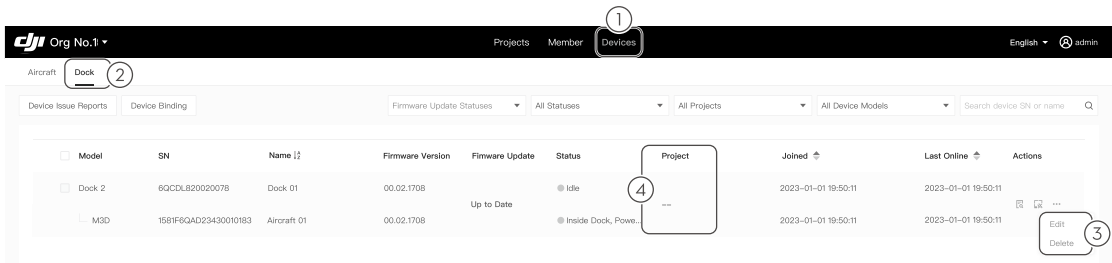 1
dji Org No.1 Projects Member Devices English admin
Aircraft Dock 2
Device Issue Reports Device Binding Firmware Update Statuses All Statuses All Projects All Device Models Search device SN or name
Model SN Name Firmware Version Fimware Update Status Project Joined Last Online Actions
Dock 2 6QCDL820020078 Dock 01 00.02.1708 Idle 4 2023-01-01 19:50:11 2023-01-01 19:50:11
Up to Date -- ...
M3D 1581F6QAD23430010183 Aircraft 01 00.02.1708 Inside Dock, Powe... 2023-01-01 19:50:11 2023-01-01 19:50:11
Edit
3
Delete